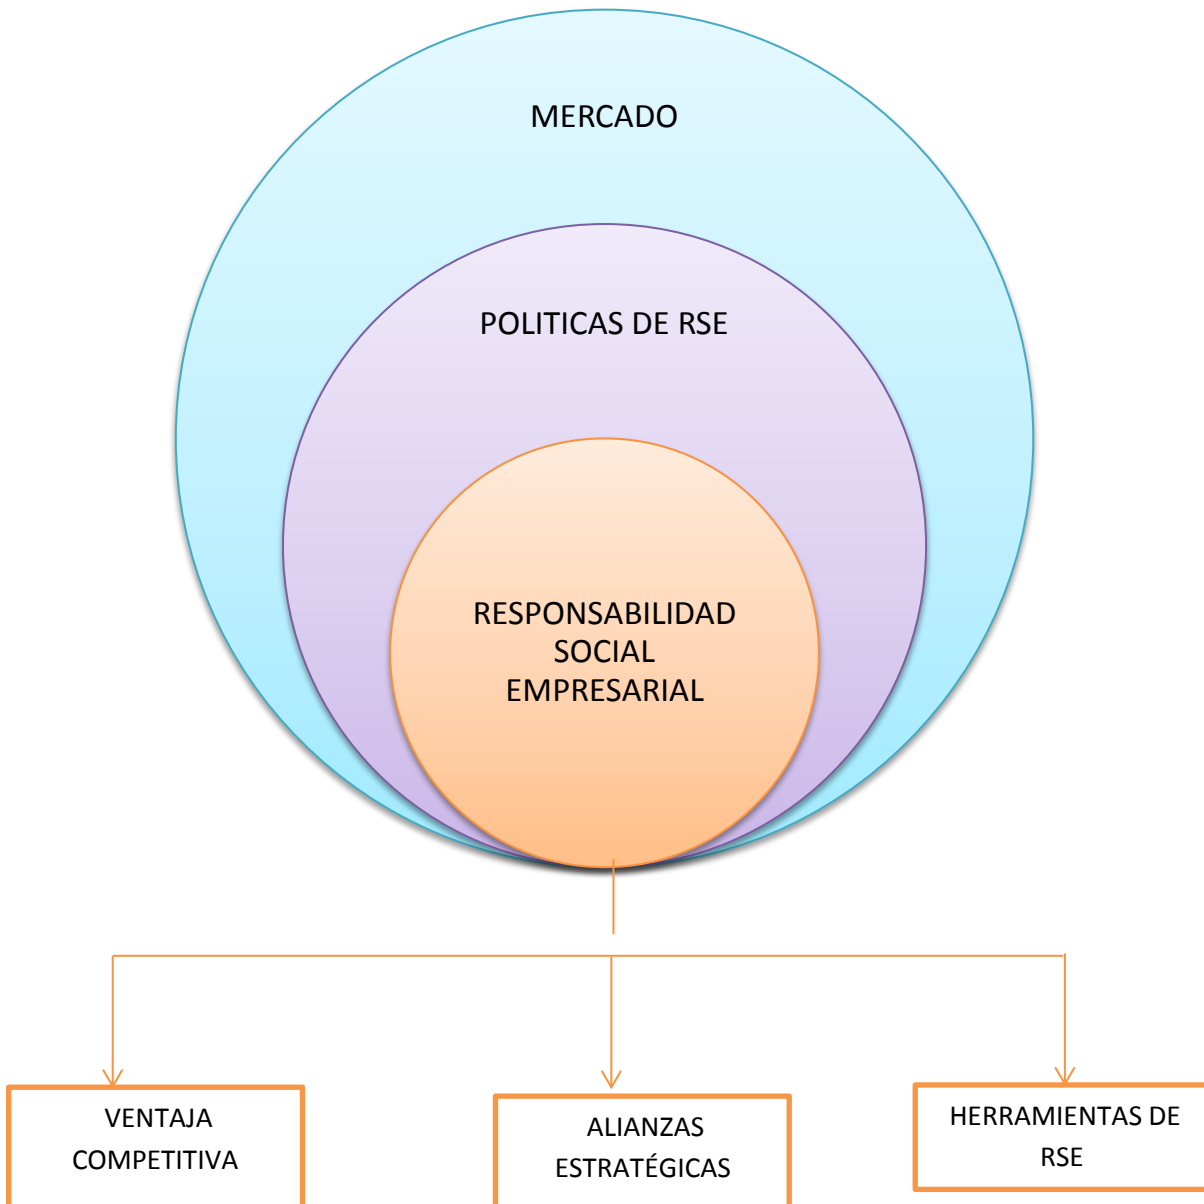 MERCADO
POLITICAS DE RSE
RESPONSABILIDAD
SOCIAL
EMPRESARIAL
VENTAJA
COMPETITIVA
ALIANZAS
ESTRATÉGICAS
HERRAMIENTAS DE
RSE